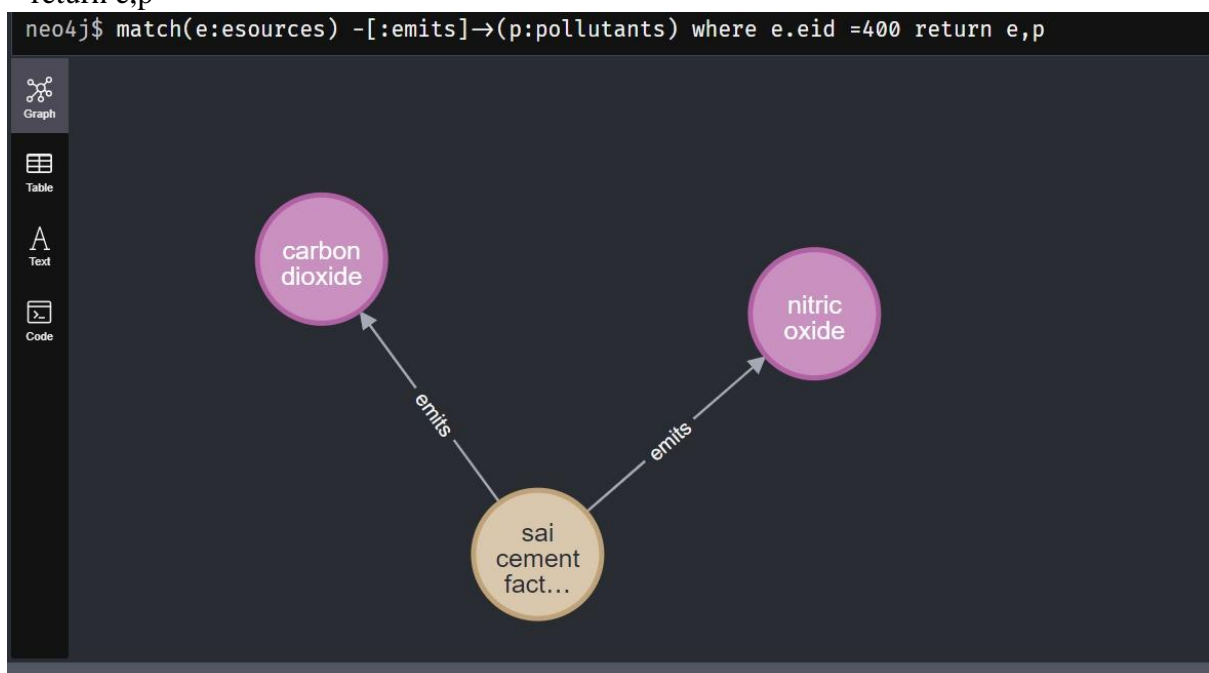 return e,p
neo4j$ match(e:esources) -[:emits]→(p:pollutants) where e.eid =400 return e,p
Graph
Table
A
Text
Code
carbon
dioxide
nitric
oxide
emits
emits
sai
cement
fact...